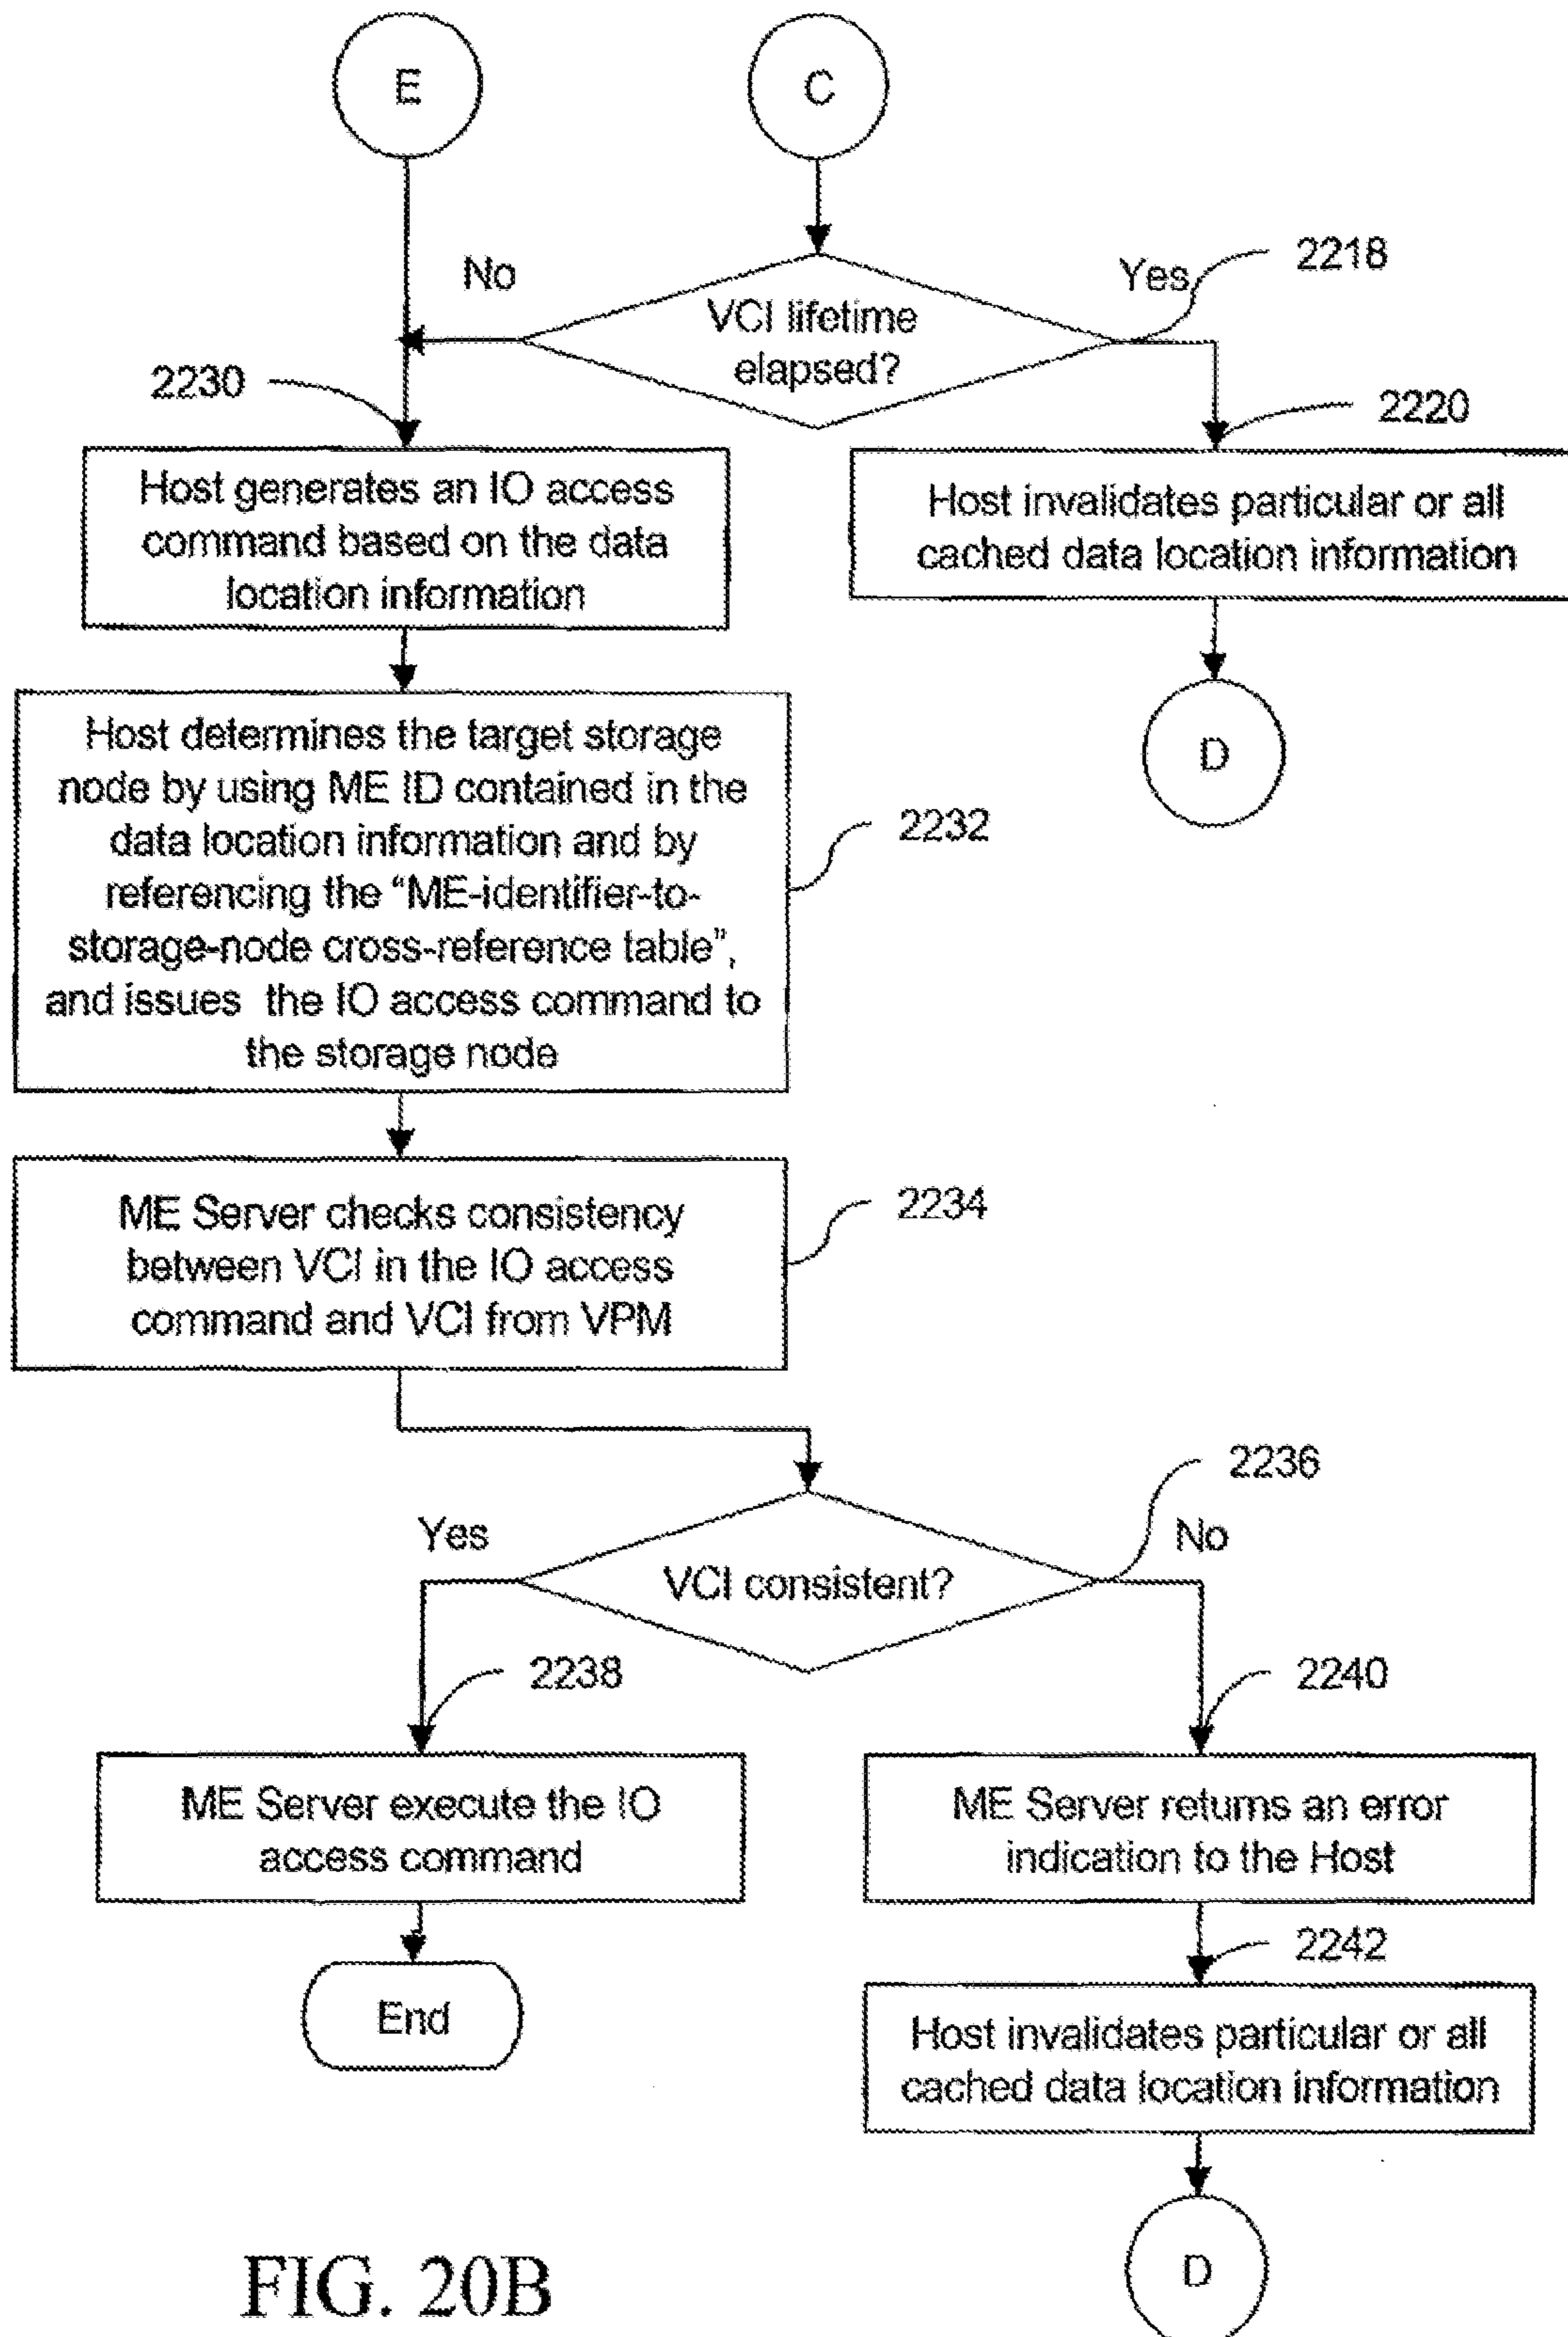 E
C
No
Yes
2218
VCI lifetime
elapsed?
2230
2220
Host generates an IO access
command based on the data
location information
Host invalidates particular or all
cached data location information
D
Host determines the target storage
node by using ME ID contained in the
data location information and by
referencing the “ME-identifier-to-
storage-node cross-reference table”,
and issues the IO access command to
the storage node
2232
ME Server checks consistency
between VCI in the IO access
command and VCI from VPM
2234
2236
Yes
No
VCI consistent?
2238
2240
ME Server execute the IO
access command
ME Server returns an error
indication to the Host
2242
End
Host invalidates particular or all
cached data location information
D
FIG. 20B